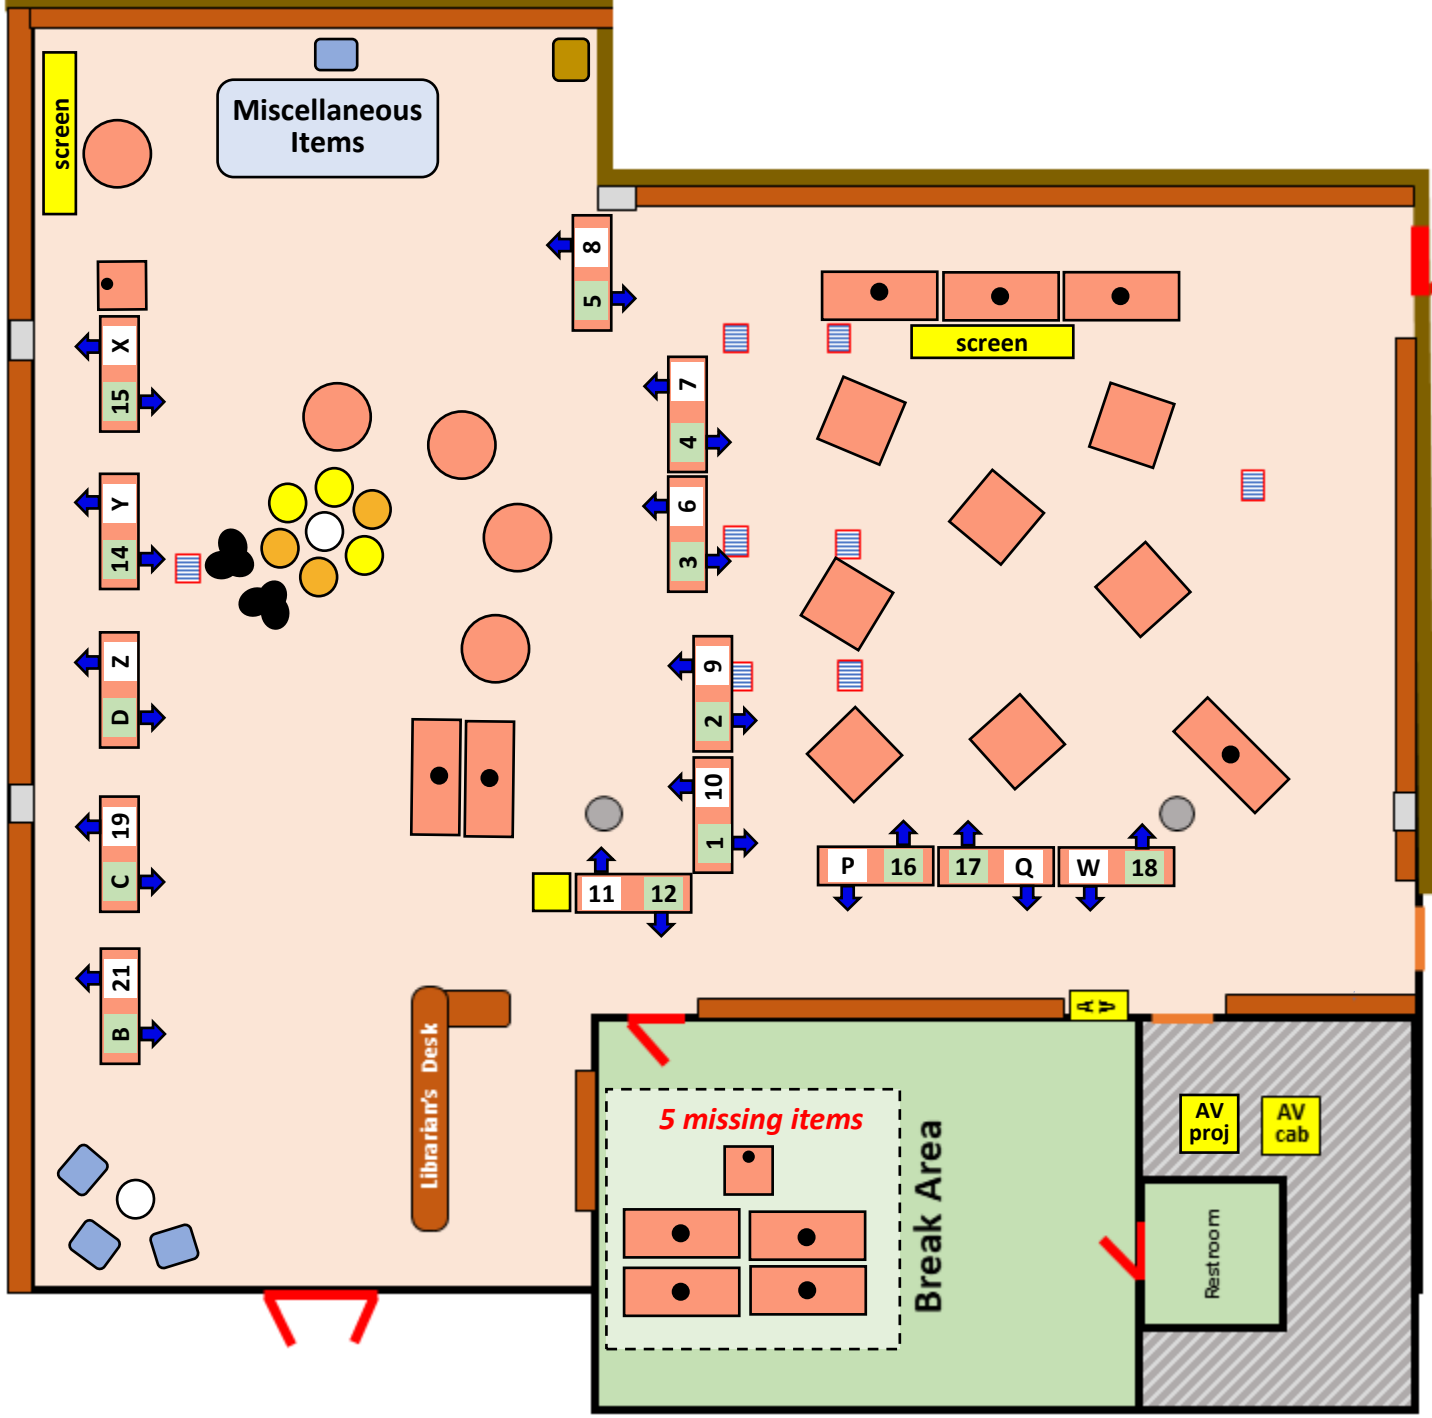 screen
Miscellaneous
Items
8
5
screen
X
15
7
4
Y
14
6
3
Z
D
9
2
19
C
10
1
P
16
17
Q
W
18
11
12
21
B
Librarian's Desk
AV
5 missing items
Break Area
AV
proj
AV
cab
Restroom